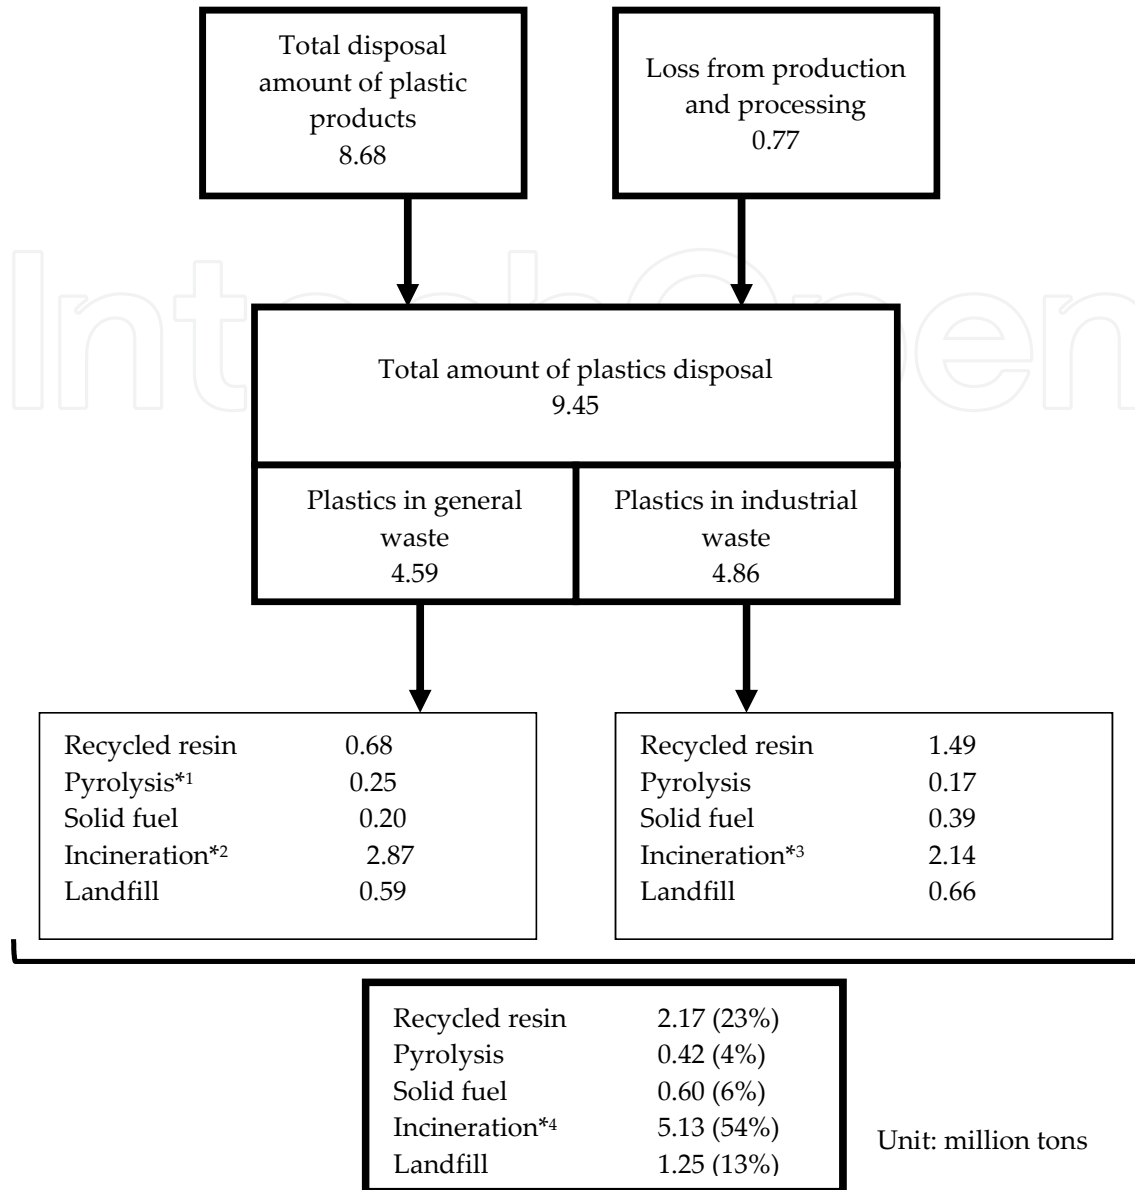 Total disposal
amount of plastic
products
8.68
Loss from production
and processing
0.77
IntechOpen
Total amount of plastics disposal
9.45
Plastics in general
waste
4.59
Plastics in industrial
waste
4.86
Recycled resin 0.68
Pyrolysis*1 0.25
Solid fuel 0.20
Incineration*2 2.87
Landfill 0.59
Recycled resin 1.49
Pyrolysis 0.17
Solid fuel 0.39
Incineration*3 2.14
Landfill 0.66
Recycled resin 2.17 (23%)
Pyrolysis 0.42 (4%)
Solid fuel 0.60 (6%)
Incineration*4 5.13 (54%)
Landfill 1.25 (13%)
Unit: million tons